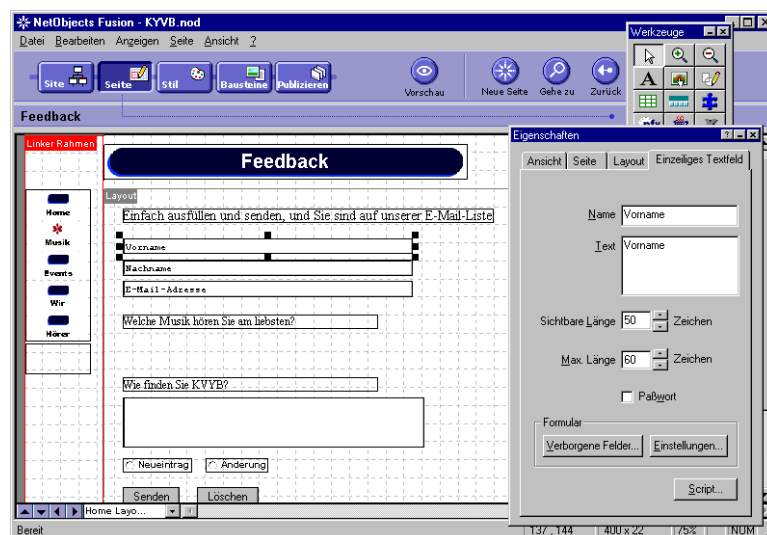 NetObjects Fusion - KYVB.nod
Datei Bearbeiten Anzeigen Seite Ansicht ?
Werkzeuge
Site
Seite
Stil
Bausteine
Publizieren
Vorschau
Neue Seite
Gehe zu
Zurück
Feedback
Linker Rahmen
Feedback
Layout
Home
Musik
Events
Wir
Hörer
Einfach ausfüllen und senden, und Sie sind auf unserer E-Mail-Liste
Vorname
Nachname
E-Mail-Adresse
Welche Musik hören Sie am liebsten?
Wie finden Sie KVYB?
Neueintrag
Änderung
Senden
Löschen
Eigenschaften
Ansicht Seite Layout Einzeiliges Textfeld
Name Vorname
Text Vorname
Sichtbare Länge 50 Zeichen
Max. Länge 60 Zeichen
Paßwort
Formular
Verborgene Felder... Einstellungen...
Script...
Home Layo...
Bereit
137 , 144
400 x 22
75%
NUM